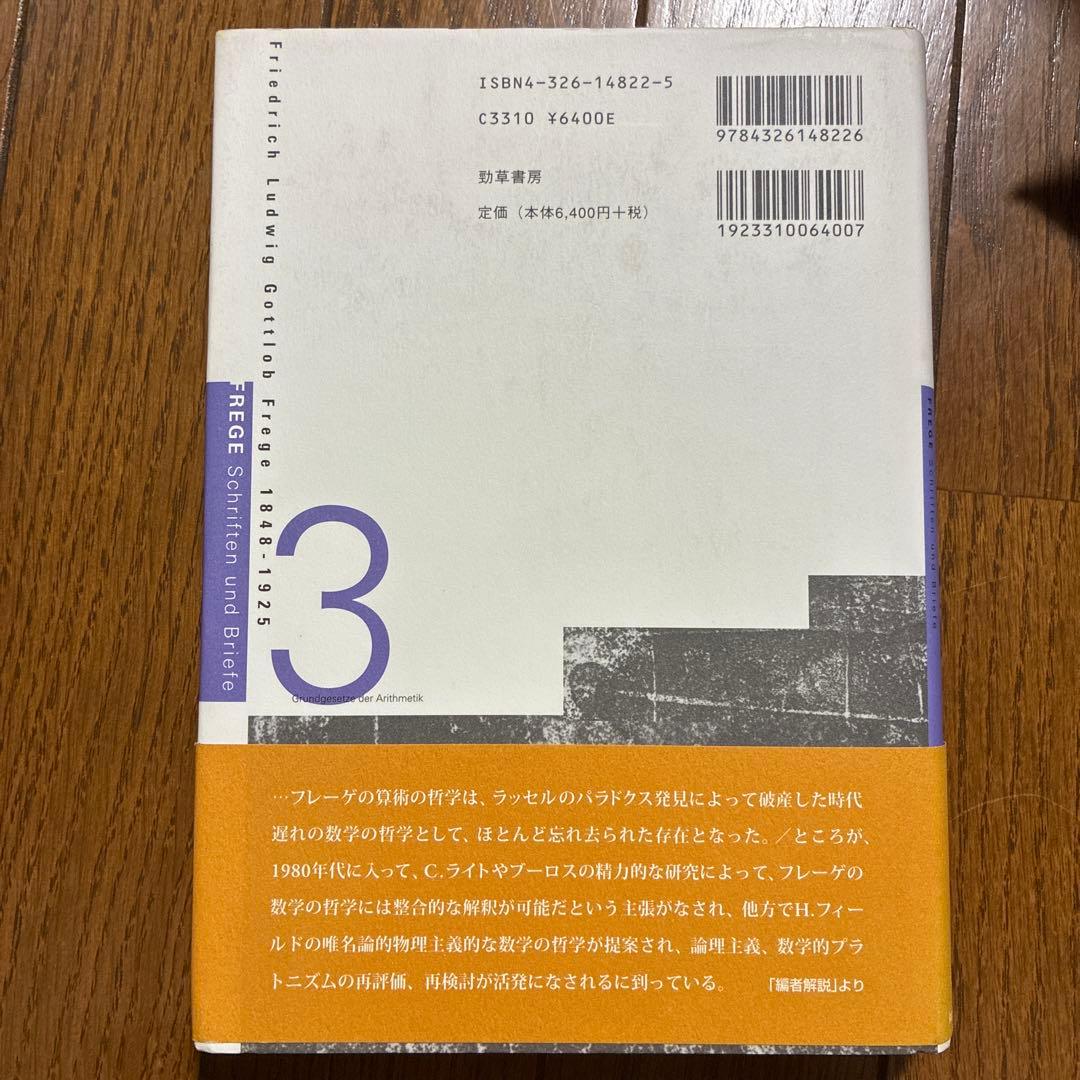 ISBN4-326-14822-5
C3310 ¥6400E
9784326148226
勁草書房
定価（本体6,400円＋税）
1923310064007
Friedrich Ludwig Gottlob Frege 1848-1925
FREGE Schriften und Briefe
3
Grundgesetze der Arithmetik
FREGE Schriften und Briefe
…フレーゲの算術の哲学は、ラッセルのパラドクス発見によって破産した時代
遅れの数学の哲学として、ほとんど忘れ去られた存在となった。／ところが、
1980年代に入って、C.ライトやブーロスの精力的な研究によって、フレーゲの
数学の哲学には整合的な解釈が可能だという主張がなされ、他方でH.フィー
ルドの唯名論的物理主義的な数学の哲学が提案され、論理主義、数学的プラ
トニズムの再評価、再検討が活発になされるに到っている。　「編者解説」より